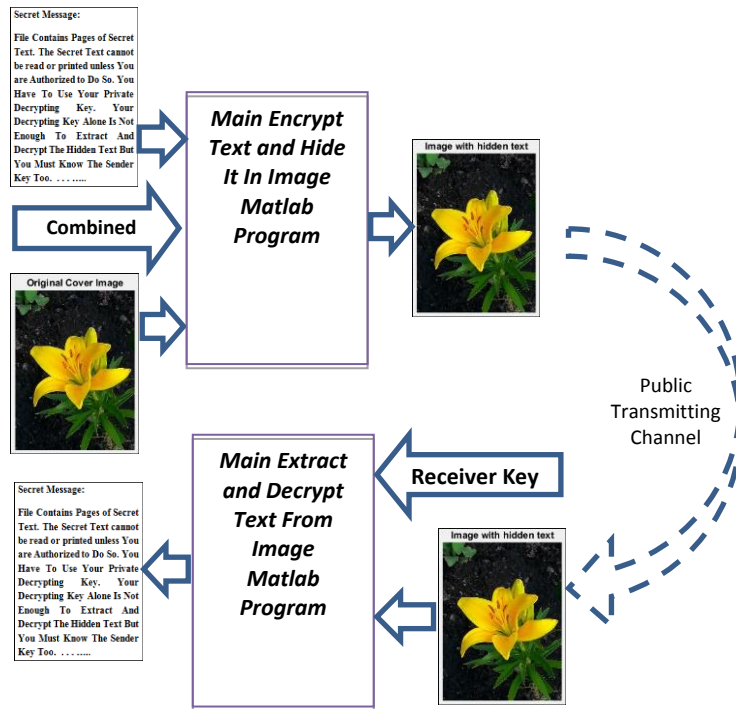 Secret Message:
File Contains Pages of Secret
Text. The Secret Text cannot
be read or printed unless You
are Authorized to Do So. You
Have To Use Your Private
Decrypting Key. Your
Decrypting Key Alone Is Not
Enough To Extract And
Decrypt The Hidden Text But
You Must Know The Sender
Key Too. . . . .....
Combined
Original Cover Image
Main Encrypt
Text and Hide
It In Image
Matlab
Program
Image with hidden text
Public
Transmitting
Channel
Receiver Key
Image with hidden text
Main Extract
and Decrypt
Text From
Image
Matlab
Program
Secret Message:
File Contains Pages of Secret
Text. The Secret Text cannot
be read or printed unless You
are Authorized to Do So. You
Have To Use Your Private
Decrypting Key. Your
Decrypting Key Alone Is Not
Enough To Extract And
Decrypt The Hidden Text But
You Must Know The Sender
Key Too. . . . .....